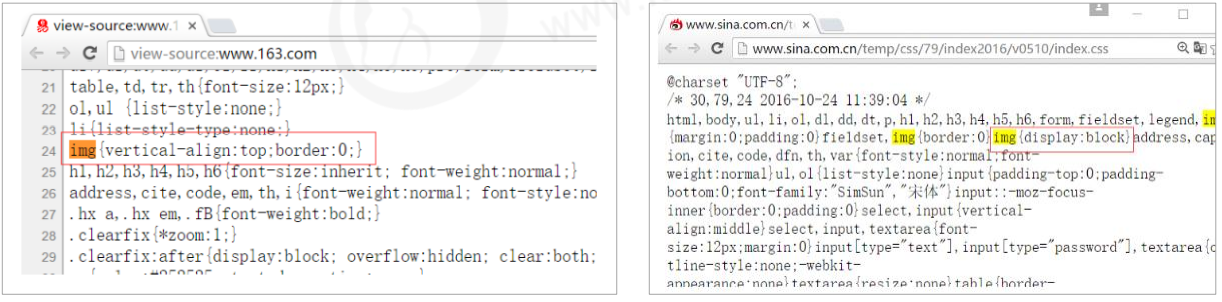 view-source:www.1
view-source:www.163.com
21 table,td,tr,th{font-size:12px;}
22 ol,ul {list-style:none;}
23 li{list-style-type:none;}
24 img{vertical-align:top;border:0;}
25 h1,h2,h3,h4,h5,h6{font-size:inherit; font-weight:normal;}
26 address,cite,code,em,th,i{font-weight:normal; font-style:no
27 .hx a,.hx em,.fB{font-weight:bold;}
28 .clearfix{*zoom:1;}
29 .clearfix:after{display:block; overflow:hidden; clear:both;
www.sina.com.cn/t
www.sina.com.cn/temp/css/79/index2016/v0510/index.css
@charset "UTF-8";
/* 30,79,24 2016-10-24 11:39:04 */
html,body,ul,li,ol,dl,dd,dt,p,h1,h2,h3,h4,h5,h6,form,fieldset,legend,im
{margin:0;padding:0}fieldset,img{border:0}img{display:block}address,cap
ion,cite,code,dfn,th,var{font-style:normal;font-
weight:normal}ul,ol{list-style:none}input{padding-top:0;padding-
bottom:0;font-family:"SimSun","宋体"}input::-moz-focus-
inner{border:0;padding:0}select,input{vertical-
align:middle}select,input,textarea{font-
size:12px;margin:0}input[type="text"],input[type="password"],textarea{o
tline-style:none;-webkit-
appearance:none}textarea{resize:none}table{border-